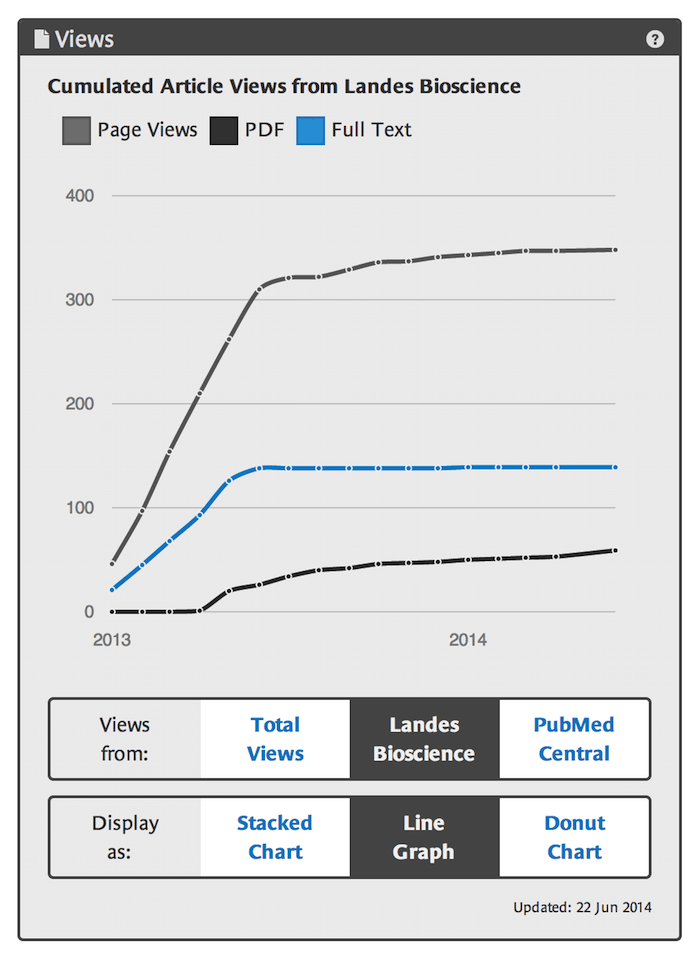 Views ?
Cumulated Article Views from Landes Bioscience
Page Views PDF Full Text
400
300
200
100
0
2013 2014
Views from:
Total Views
Landes Bioscience
PubMed Central
Display as:
Stacked Chart
Line Graph
Donut Chart
Updated: 22 Jun 2014